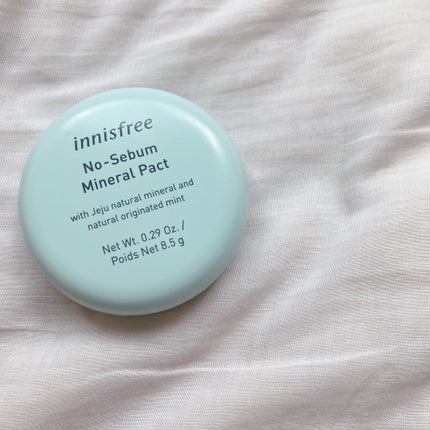 innisfree
No-Sebum
Mineral Pact
with Jeju natural mineral and
natural originated mint
Net Wt. 0.29 Oz. /
Poids Net 8.5 g